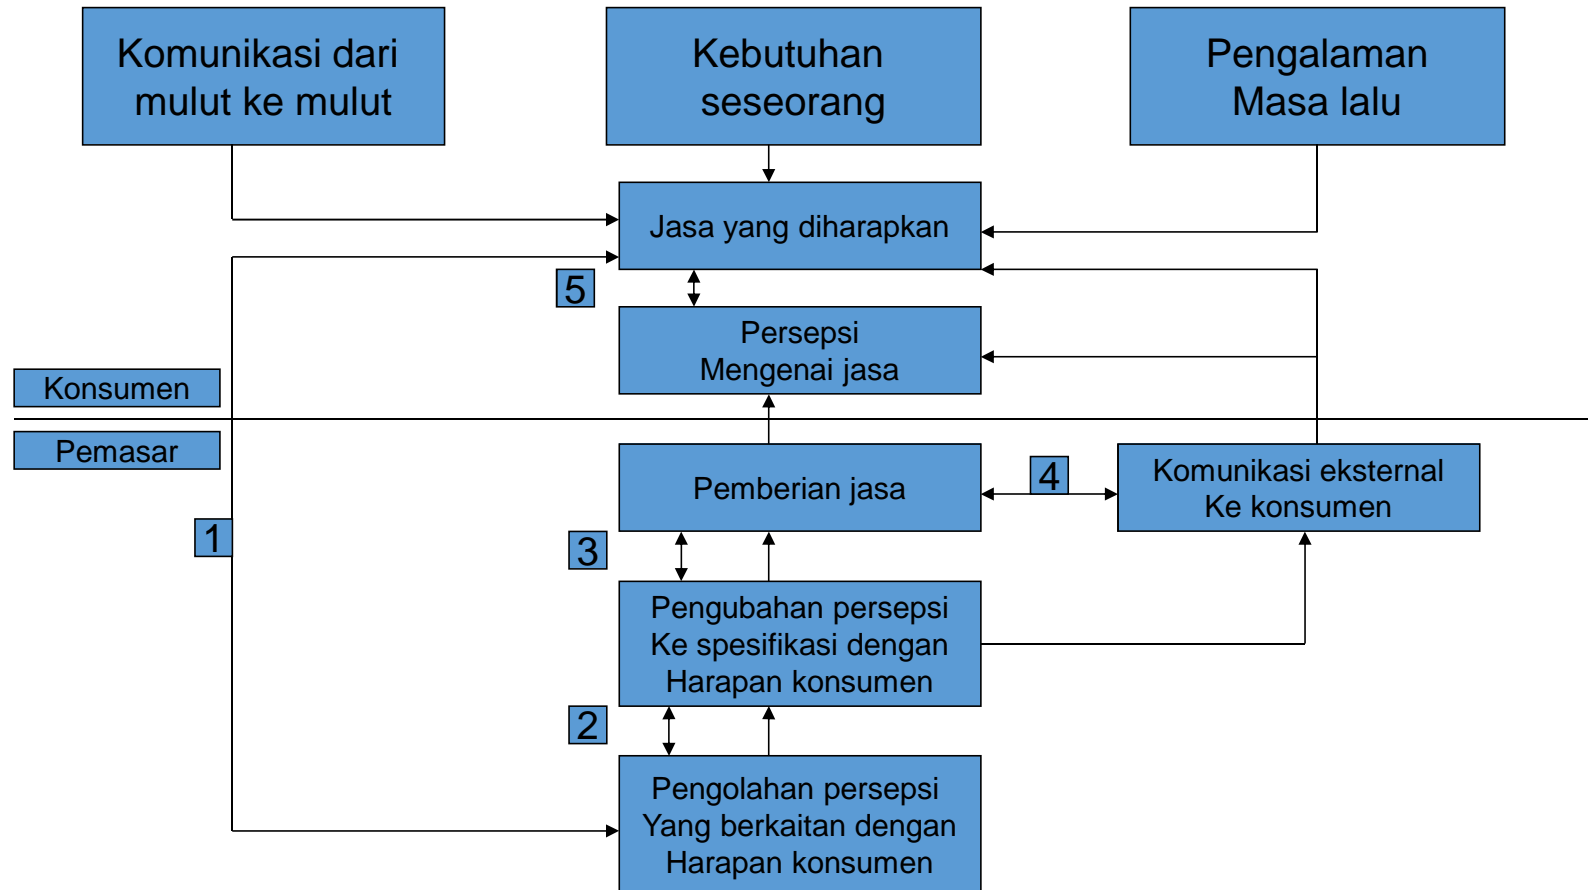 Komunikasi dari
mulut ke mulut
Kebutuhan
seseorang
Pengalaman
Masa lalu
Jasa yang diharapkan
5
Persepsi
Mengenai jasa
Konsumen
Pemasar
Pemberian jasa
4
Komunikasi eksternal
Ke konsumen
1
3
Pengubahan persepsi
Ke spesifikasi dengan
Harapan konsumen
2
Pengolahan persepsi
Yang berkaitan dengan
Harapan konsumen